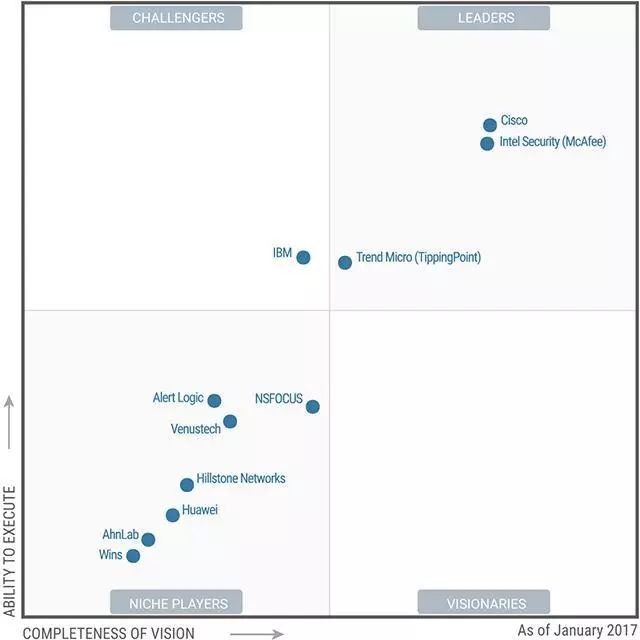 CHALLENGERS
LEADERS
Cisco
Intel Security (McAfee)
IBM
Trend Micro (TippingPoint)
Alert Logic
NSFOCUS
Venustech
Hillstone Networks
Huawei
AhnLab
Wins
NICHE PLAYERS
VISIONARIES
ABILITY TO EXECUTE
COMPLETENESS OF VISION
As of January 2017